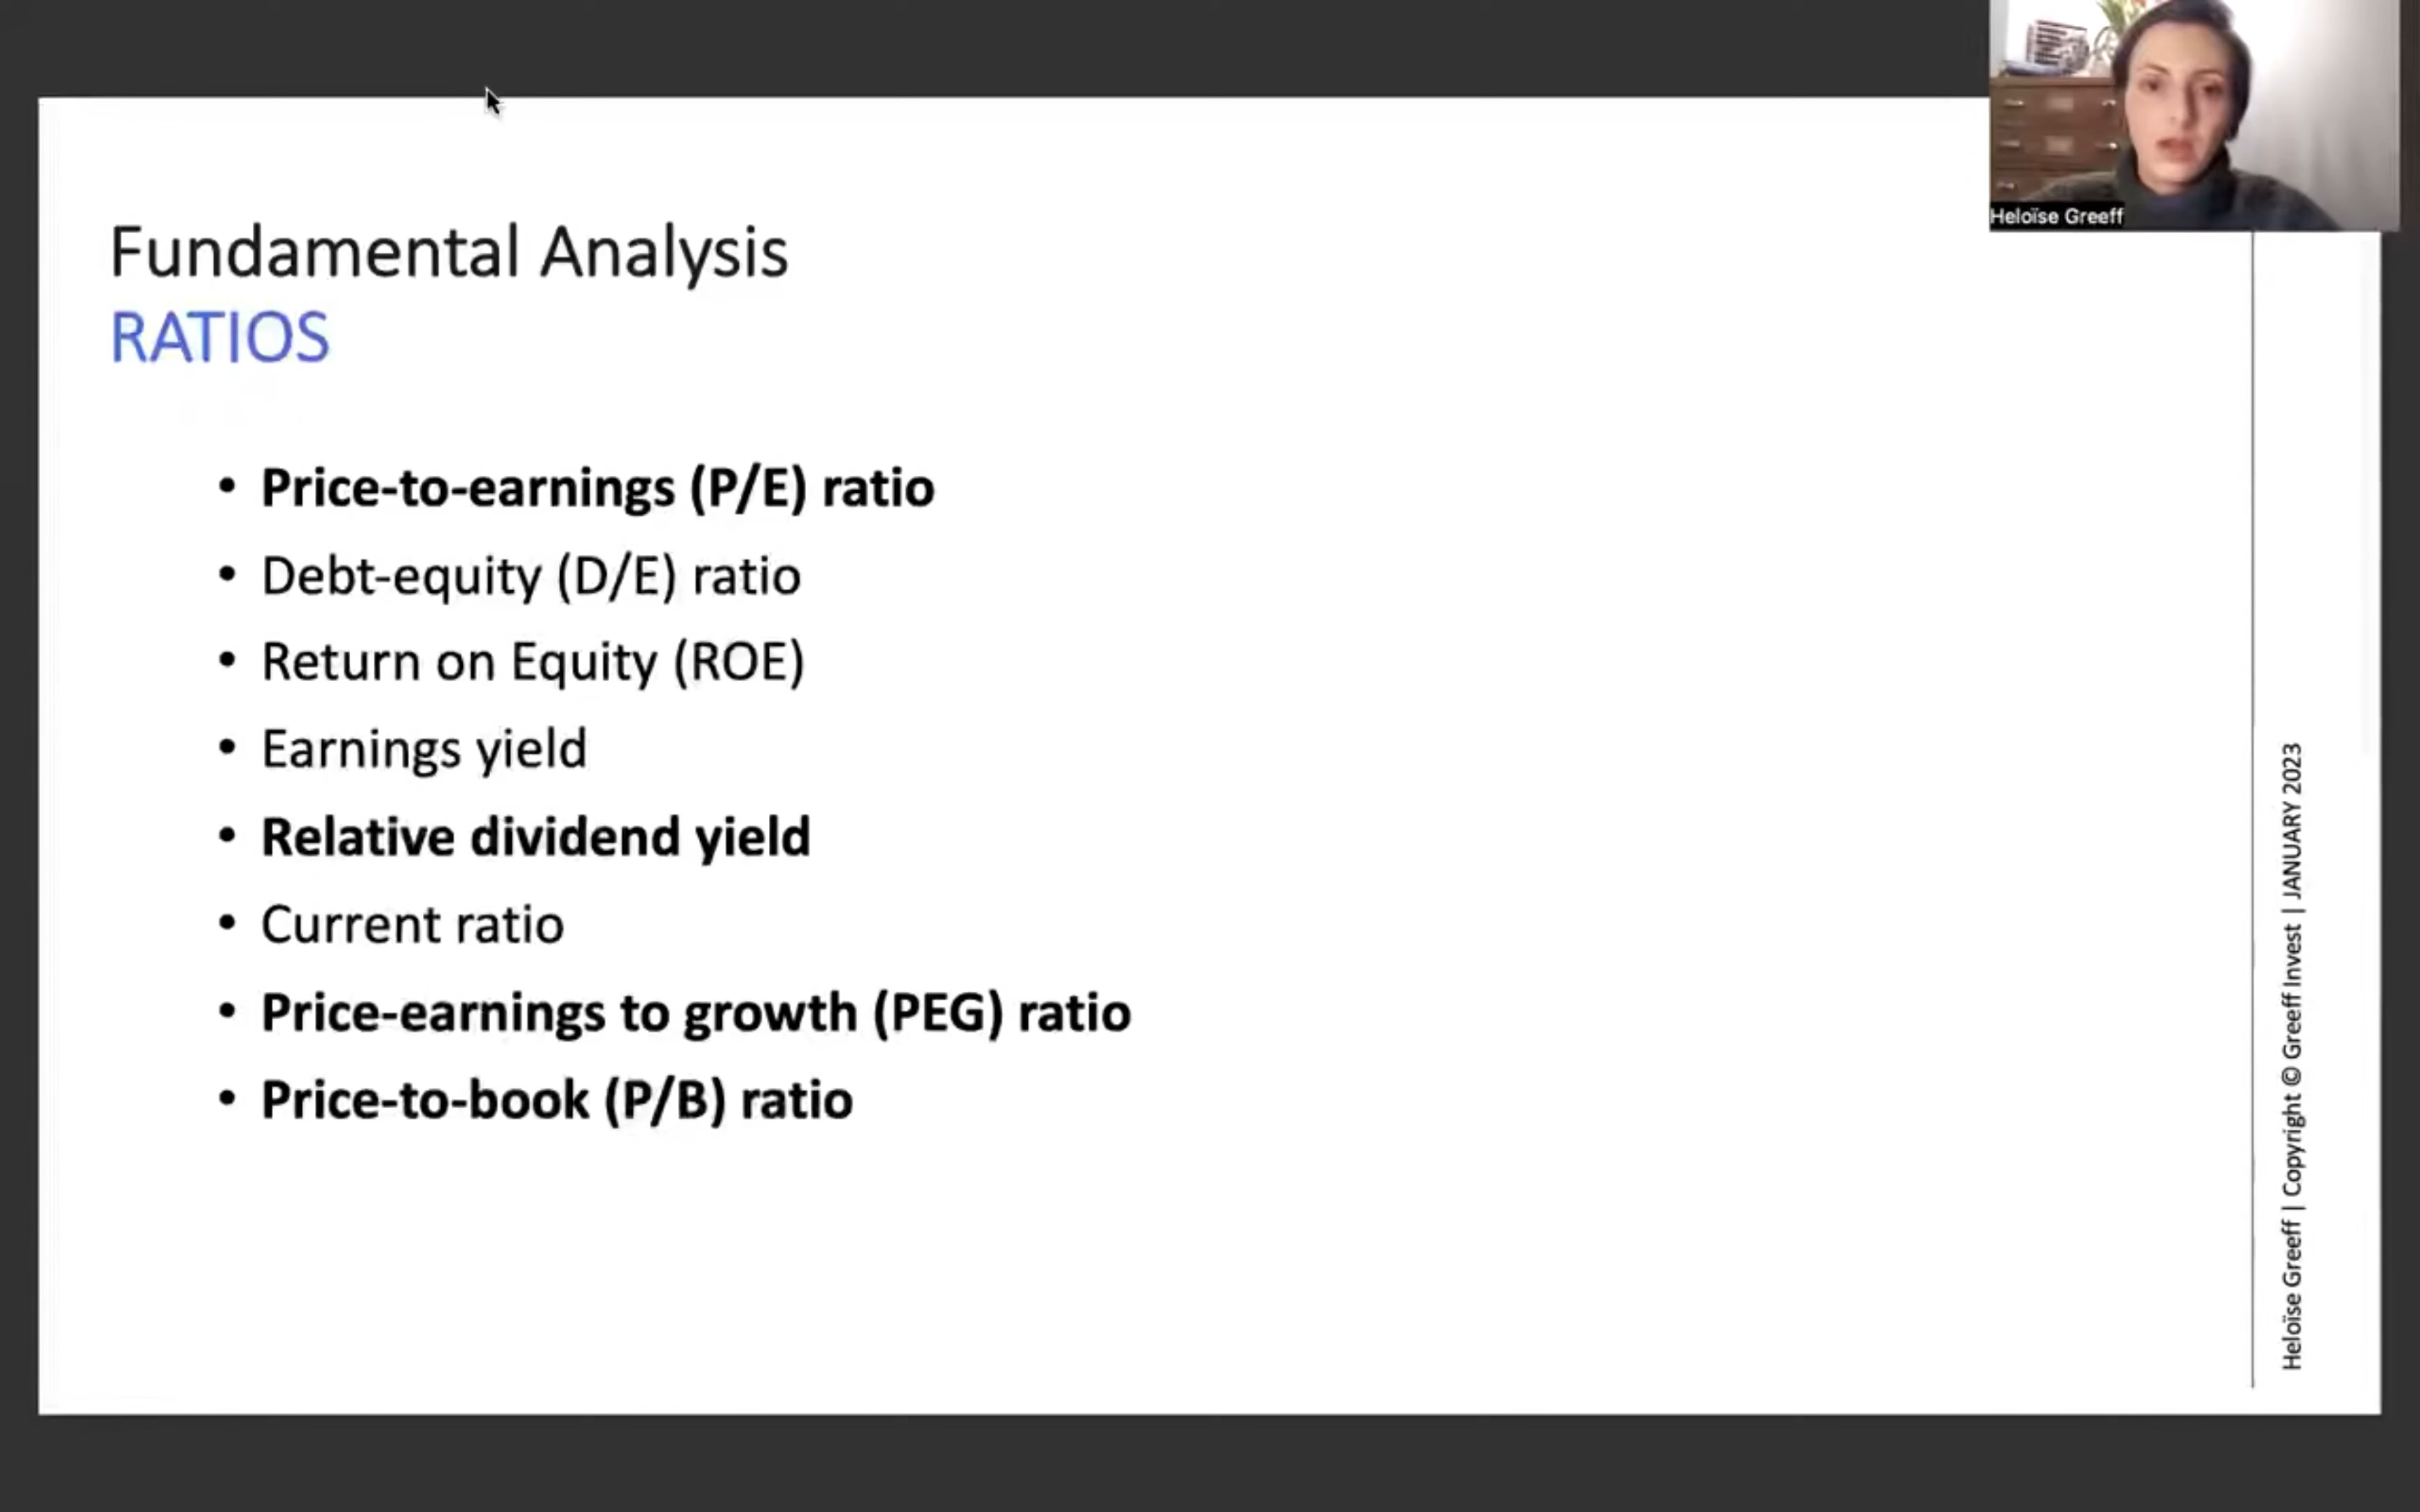 Heloïse Greeff
Fundamental Analysis
RATIOS
• Price-to-earnings (P/E) ratio
• Debt-equity (D/E) ratio
• Return on Equity (ROE)
• Earnings yield
• Relative dividend yield
• Current ratio
• Price-earnings to growth (PEG) ratio
• Price-to-book (P/B) ratio
Heloïse Greeff | Copyright © Greeff Invest | JANUARY 2023